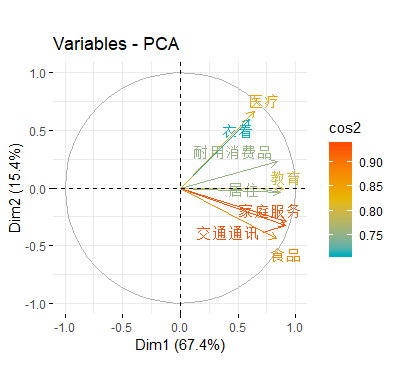 Variables - PCA
1.0
0.5
0.0
-0.5
-1.0
Dim2 (15.4%)
医疗
衣着
耐用消费品
教育
居住
家庭服务
交通通讯
食品
-1.0
-0.5
0.0
0.5
1.0
Dim1 (67.4%)
cos2
0.90
0.85
0.80
0.75